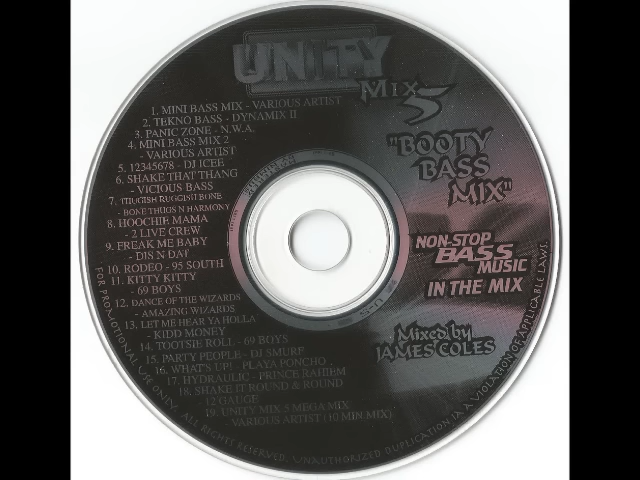 UNITY
MIX 5
1. MINI BASS MIX - VARIOUS ARTIST
2. TEKNO BASS - DYNAMIX II
3. PANIC ZONE - N.W.A.
4. MINI BASS MIX 2
- VARIOUS ARTIST
5. 12345678 - DJ ICEE
6. SHAKE THAT THANG
- VICIOUS BASS
7. THUGISH RUGGISH BONE
- BONE THUGS N HARMONY
8. HOOCHIE MAMA
- 2 LIVE CREW
9. FREAK ME BABY
- DIS N DAT
10. RODEO - 95 SOUTH
11. KITTY KITTY
- 69 BOYS
12. DANCE OF THE WIZARDS
- AMAZING WIZARDS
13. LET ME HEAR YA HOLLA
- KIDD MONEY
14. TOOTSIE ROLL - 69 BOYS
15. PARTY PEOPLE - DJ SMURF
16. WHAT'S UP! - PLAYA PONCHO
17. HYDRAULIC - PRINCE RAHIEM
18. SHAKE IT ROUND & ROUND
12 GAUGE
19. UNITY MIX 5 MEGA MIX
- VARIOUS ARTIST (10 MIN MIX)
"BOOTY
BASS
MIX"
NON-STOP
BASS
MUSIC
IN THE MIX
Mixed by
JAMES COLES
FOR PROMOTIONAL USE ONLY. ALL RIGHTS RESERVED. UNAUTHORIZED DUPLICATION IS A VIOLATION OF APPLICABLE LAWS.